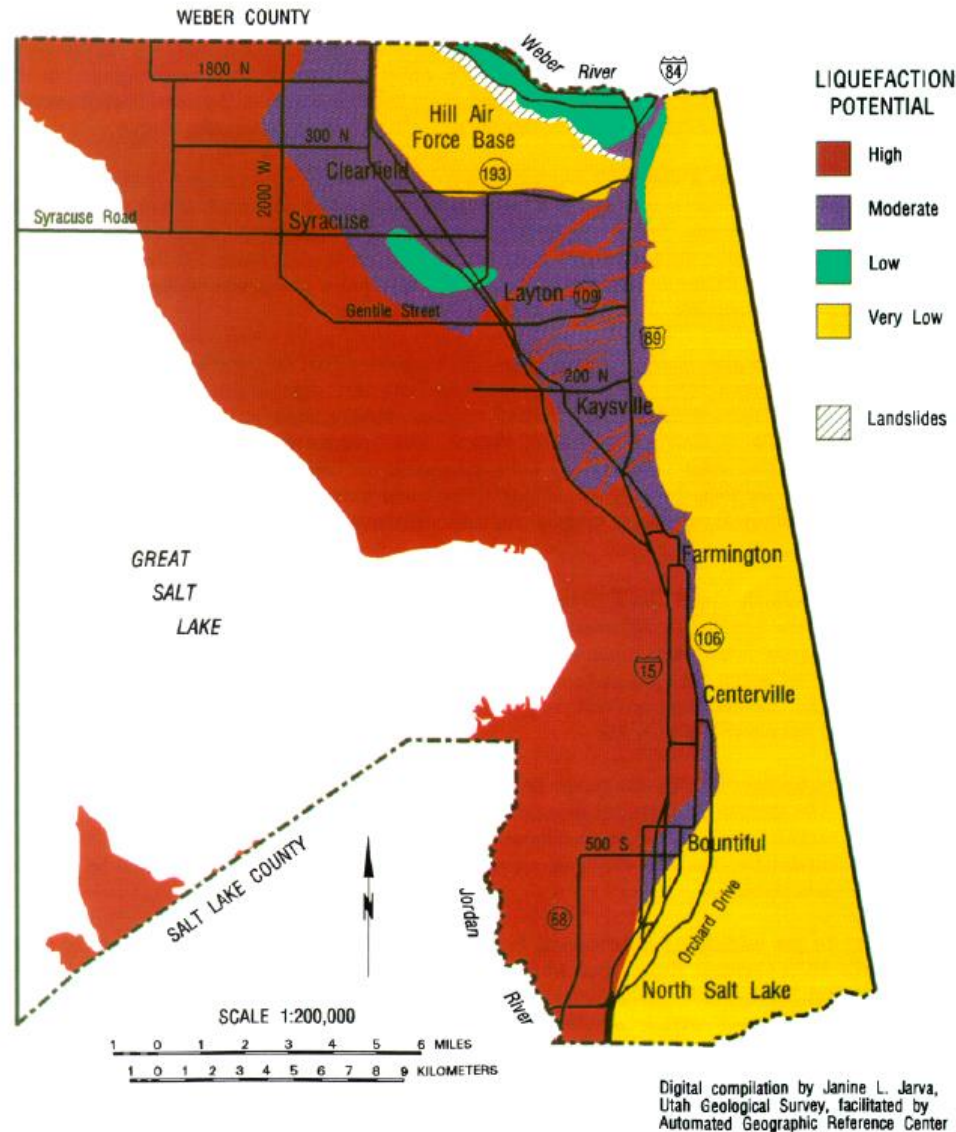 WEBER COUNTY
Weber
River
84
1800 N
Hill Air
Force Base
300 N
Clearfield
193
2000 W
Syracuse Road
Syracuse
Layton 109
Gentile Street
89
200 N
Kaysville
GREAT
SALT
LAKE
Farmington
106
15
Centerville
500 S
Bountiful
SALT LAKE COUNTY
N
Jordan
River
68
Orchard Drive
North Salt Lake
LIQUEFACTION
POTENTIAL
High
Moderate
Low
Very Low
Landslides
SCALE 1:200,000
1 0 1 2 3 4 5 6 MILES
1 0 1 2 3 4 5 6 7 8 9 KILOMETERS
Digital compilation by Janine L. Jarva,
Utah Geological Survey, facilitated by
Automated Geographic Reference Center